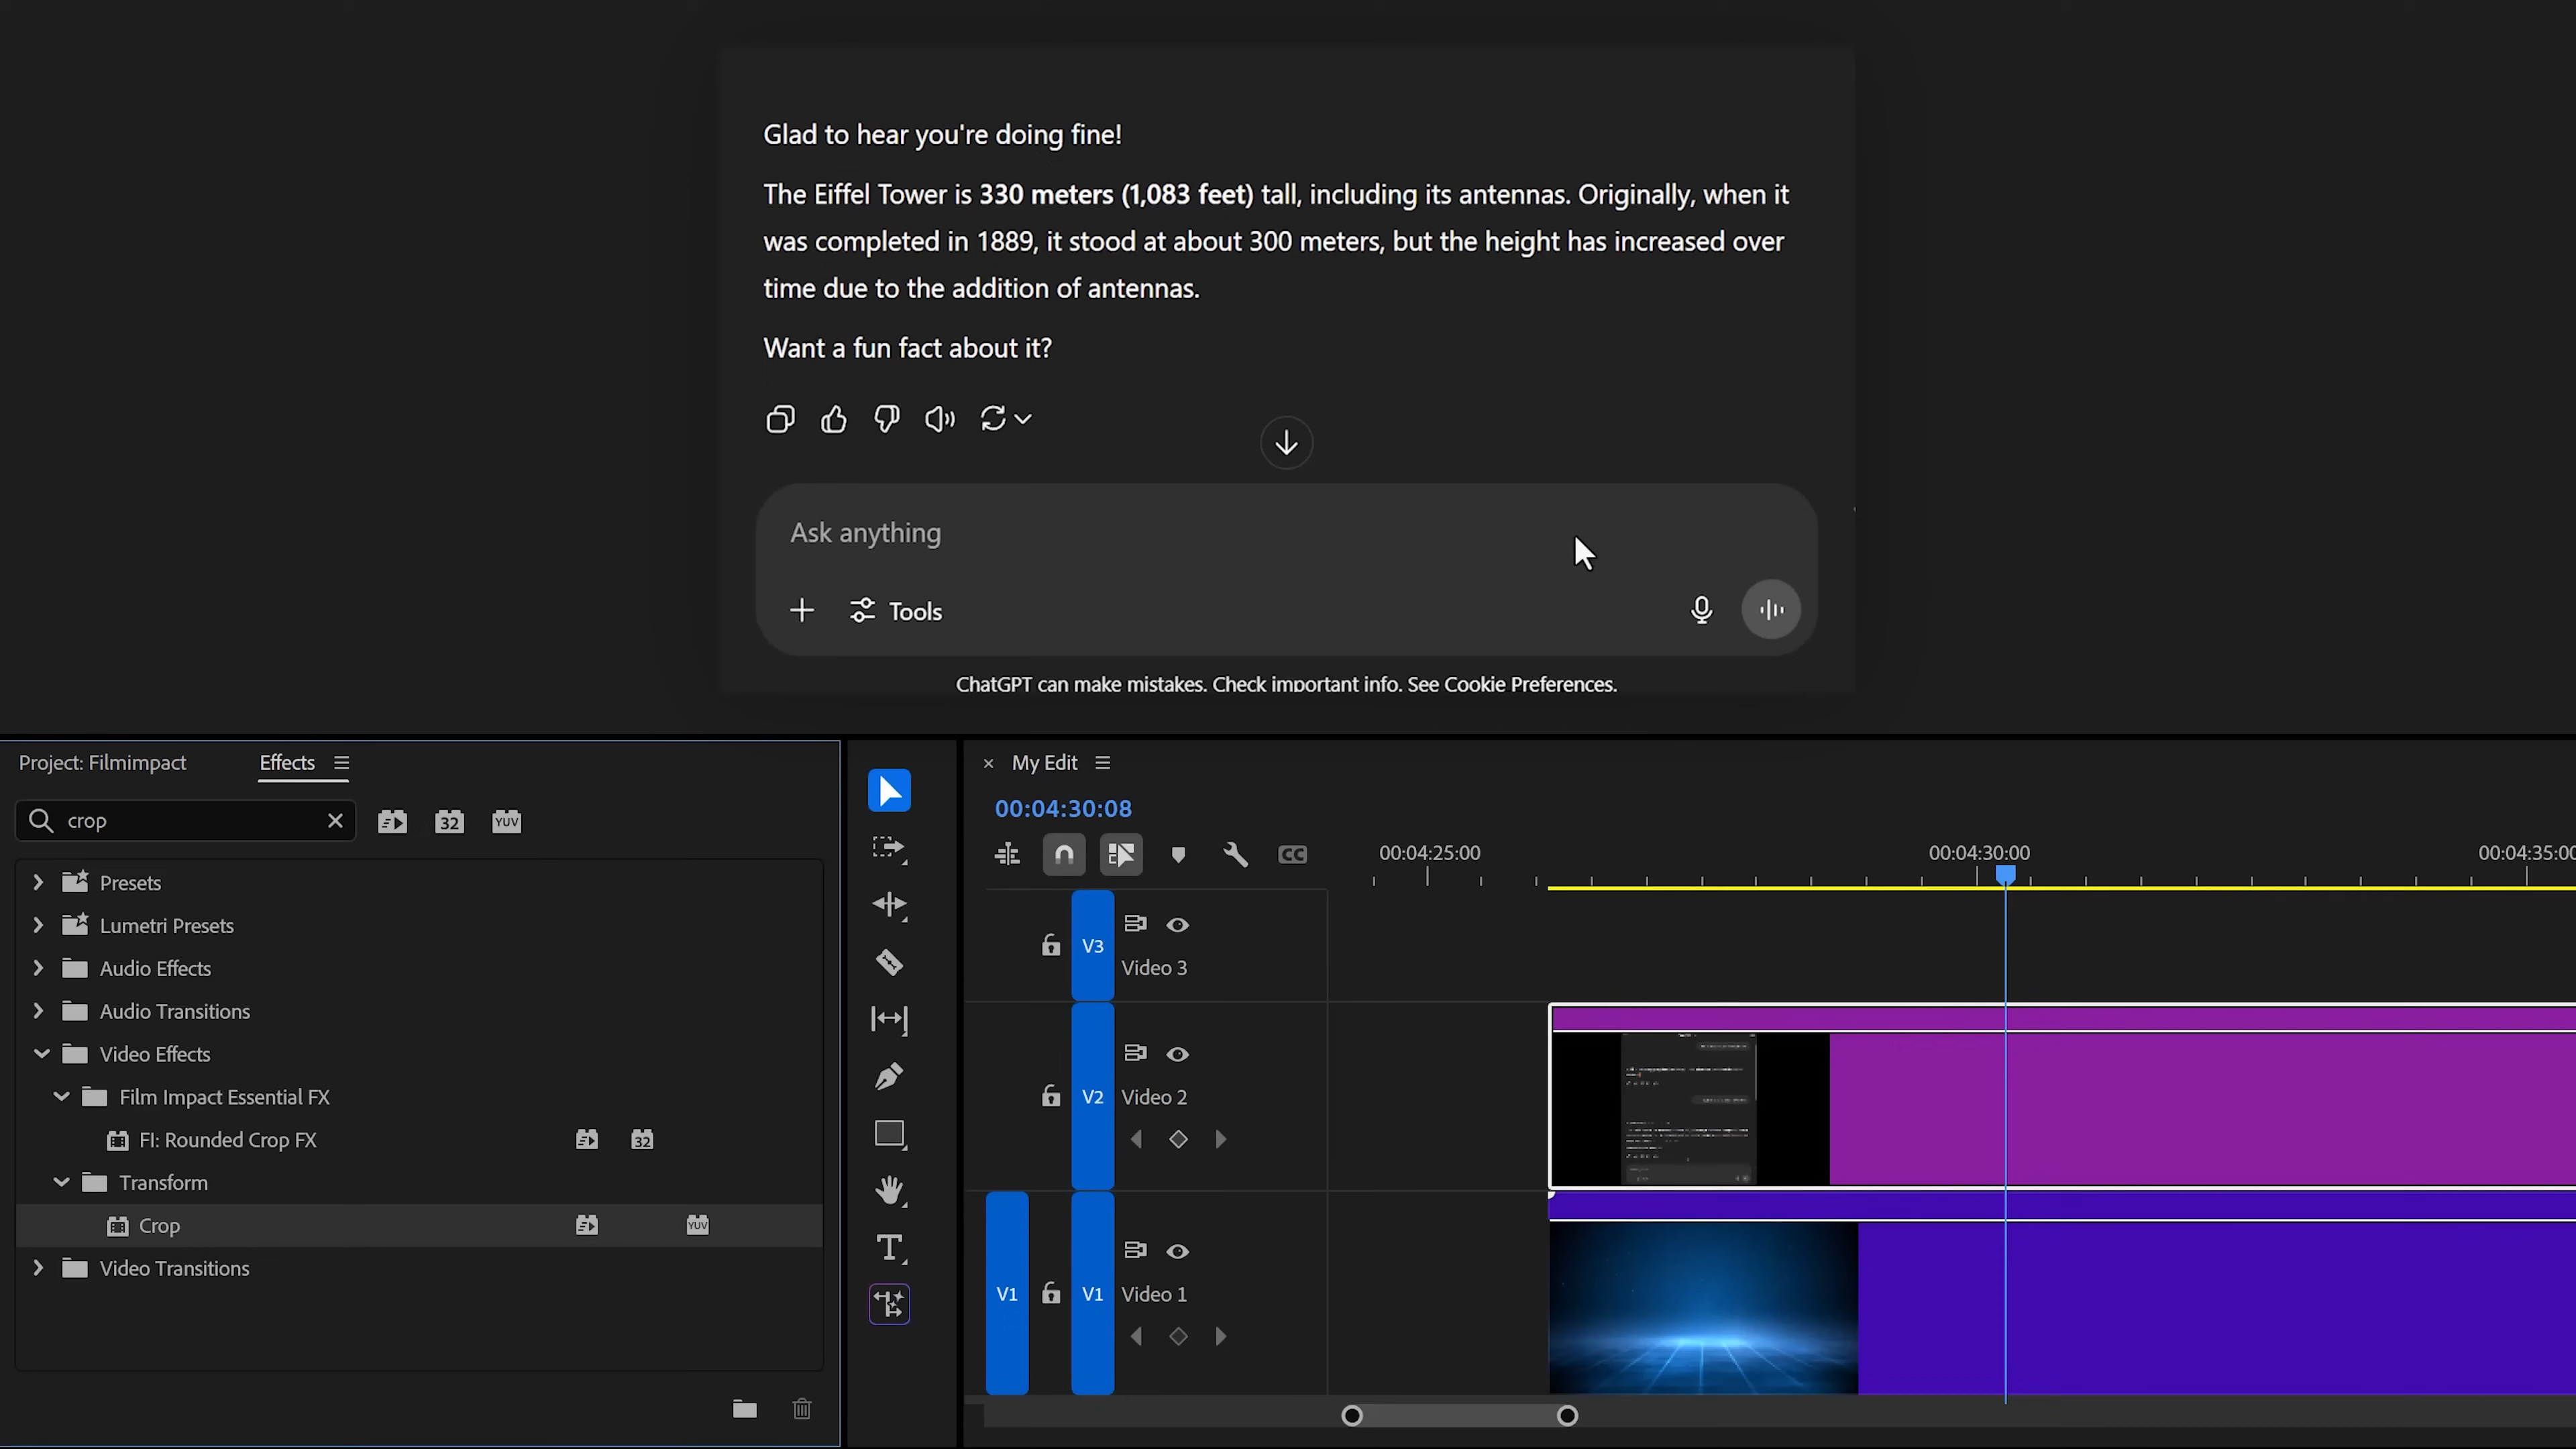 Glad to hear you're doing fine!
The Eiffel Tower is 330 meters (1,083 feet) tall, including its antennas. Originally, when it
was completed in 1889, it stood at about 300 meters, but the height has increased over
time due to the addition of antennas.
Want a fun fact about it?
Ask anything
Tools
ChatGPT can make mistakes. Check important info. See Cookie Preferences.
Project: Filmimpact
Effects
crop
32
YUV
Presets
Lumetri Presets
Audio Effects
Audio Transitions
Video Effects
Film Impact Essential FX
FI: Rounded Crop FX
32
Transform
Crop
YUV
Video Transitions
My Edit
00:04:30:08
CC
00:04:25:00
00:04:30:00
00:04:35:00
V3
Video 3
V2
Video 2
V1
V1
Video 1